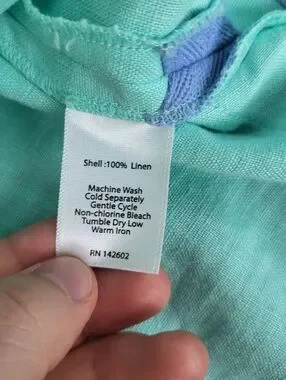 Shell :100% Linen
Machine Wash
Cold Separately
Gentle Cycle
Non-chlorine Bleach
Tumble Dry Low
Warm Iron
RN 142602